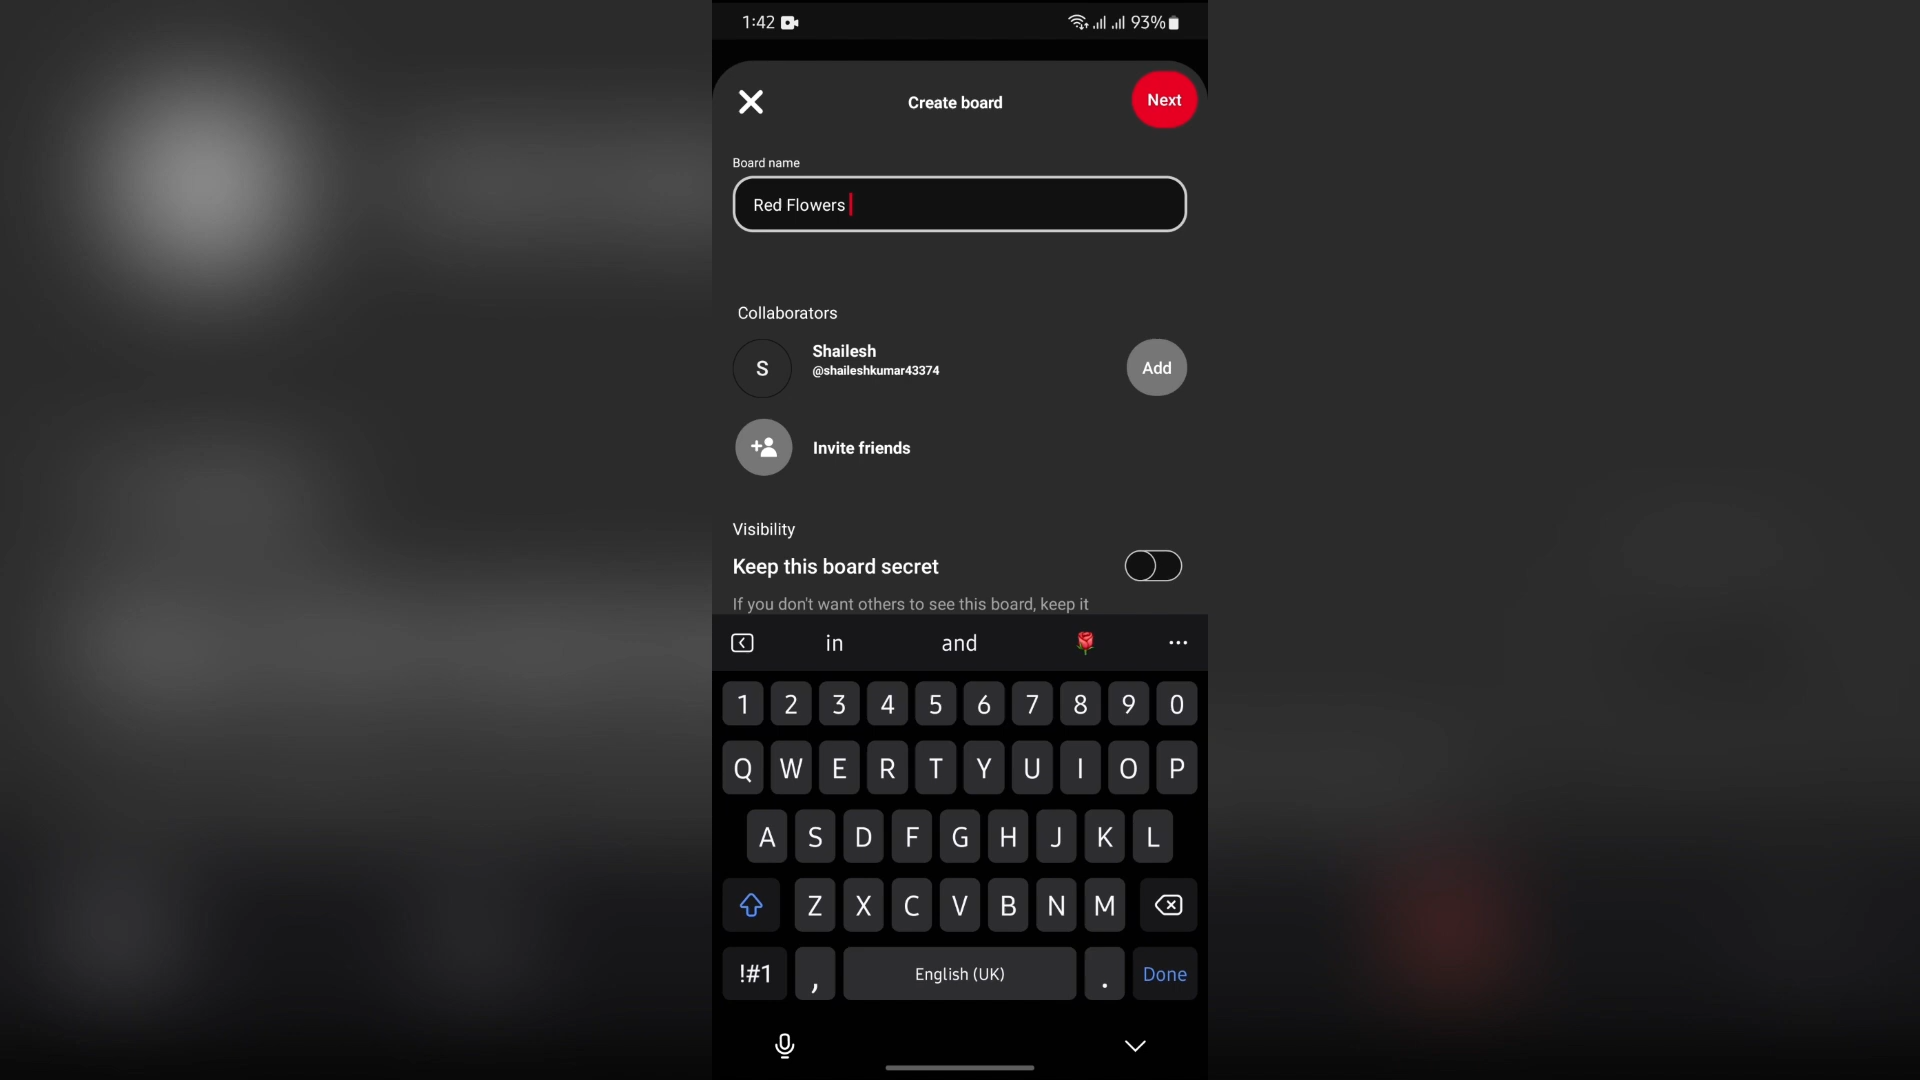 1:42 93%
Create board Next
Board name
Red Flowers
Collaborators
S Shailesh Add
@shaileshkumar43374
Invite friends
Visibility
Keep this board secret
If you don't want others to see this board, keep it
in and
1 2 3 4 5 6 7 8 9 0
Q W E R T Y U I O P
A S D F G H J K L
Z X C V B N M
!#1 , English (UK) . Done